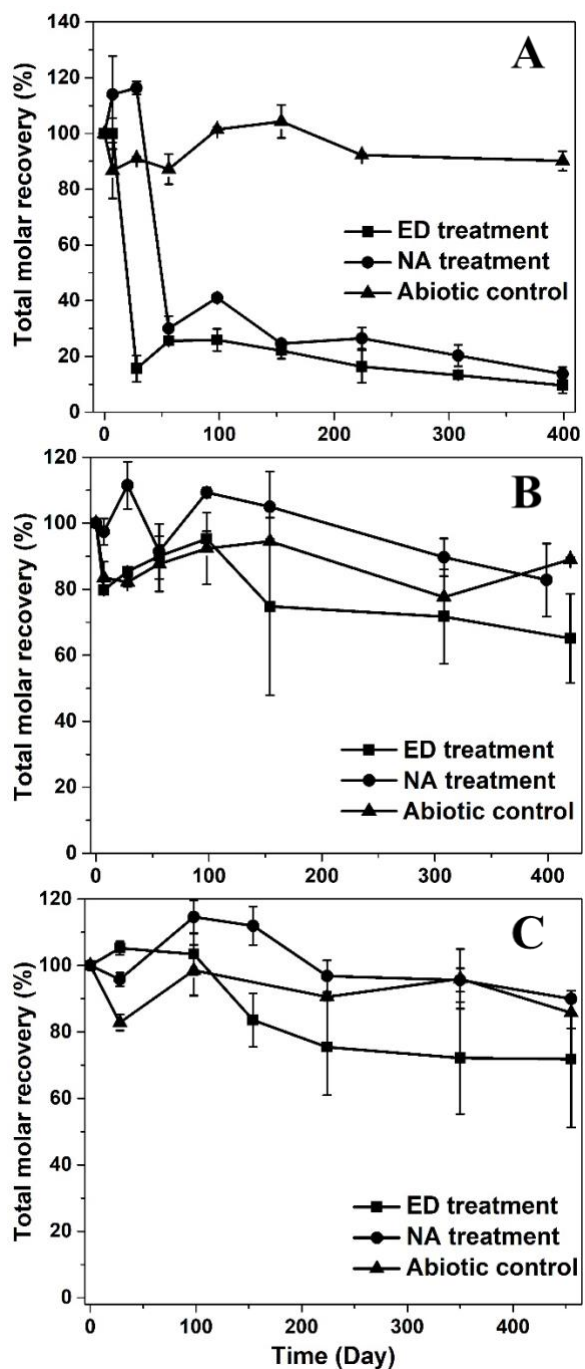 A
Total molar recovery (%)
140
120
100
80
60
40
20
0
ED treatment
NA treatment
Abiotic control
0 100 200 300 400
B
Total molar recovery (%)
120
100
80
60
40
20
0
ED treatment
NA treatment
Abiotic control
0 100 200 300 400
C
Total molar recovery (%)
120
100
80
60
40
20
0
ED treatment
NA treatment
Abiotic control
0 100 200 300 400
Time (Day)